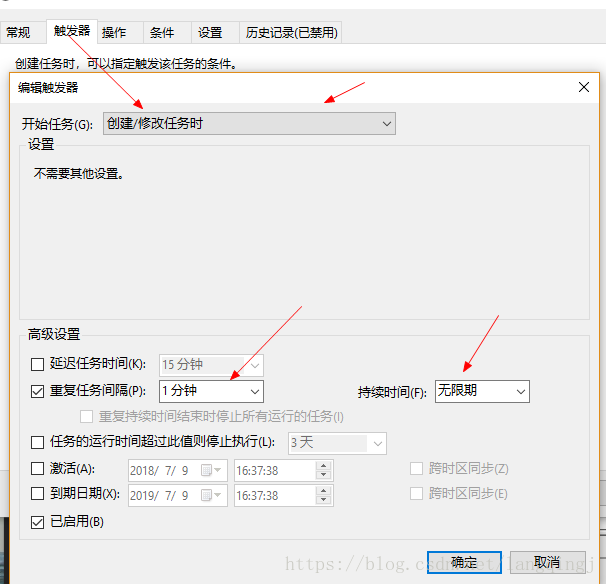 常规 触发器 操作 条件 设置 历史记录(已禁用)
创建任务时，可以指定触发该任务的条件。
编辑触发器
开始任务(G): 创建/修改任务时
设置
不需要其他设置。
高级设置
延迟任务时间(K): 15 分钟
重复任务间隔(P): 1 分钟 持续时间(F): 无限期
重复持续时间结束时停止所有运行的任务(I)
任务的运行时间超过此值则停止执行(L): 3 天
激活(A): 2018/ 7/ 9 16:37:38 跨时区同步(Z)
到期日期(X): 2019/ 7/ 9 16:37:38 跨时区同步(E)
已启用(B)
确定 取消